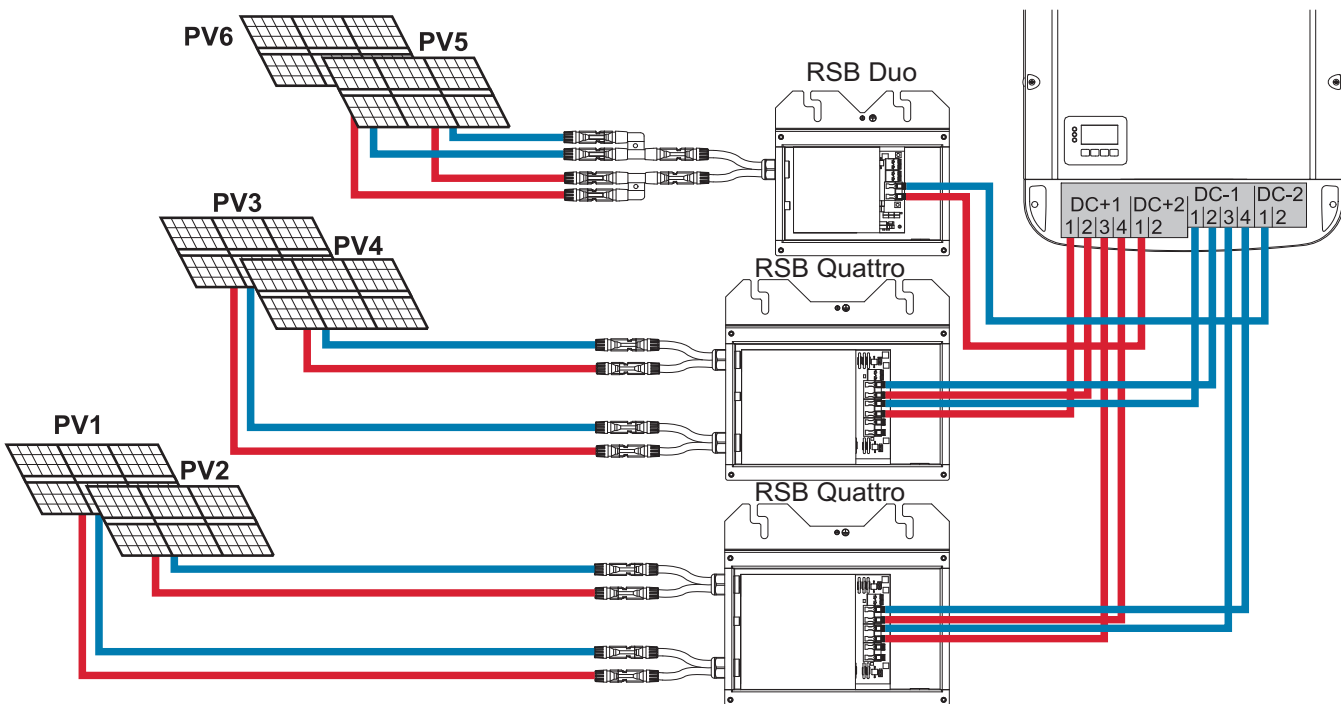 PV6
PV5
RSB Duo
DC+1 DC+2 DC-1 DC-2
1 2 3 4 1 2 1 2 3 4 1 2
PV3
PV4
RSB Quattro
PV1
PV2
RSB Quattro